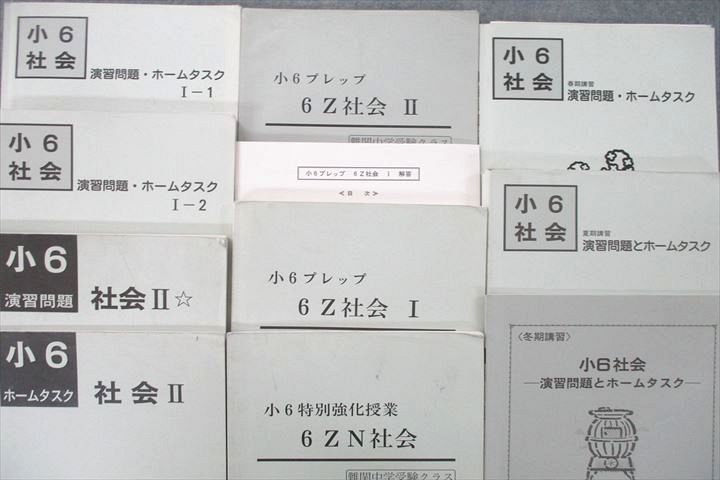 小6
社会
演習問題・ホームタスク
Ⅰ－1
小6
社会
演習問題・ホームタスク
Ⅰ－2
小6
演習問題
社会Ⅱ☆
小6
ホームタスク
社会Ⅱ
小6プレップ
6Z社会 Ⅱ
難関中学受験クラス
小6プレップ 6Z社会 Ⅰ 解答
＜目 次＞
小6プレップ
6Z社会 Ⅰ
小6特別強化授業
6ZN社会
難関中学受験クラス
小6
社会
春期講習
演習問題・ホームタスク
小6
社会
夏期講習
演習問題とホームタスク
〈冬期講習〉
小6社会
―演習問題とホームタスク―